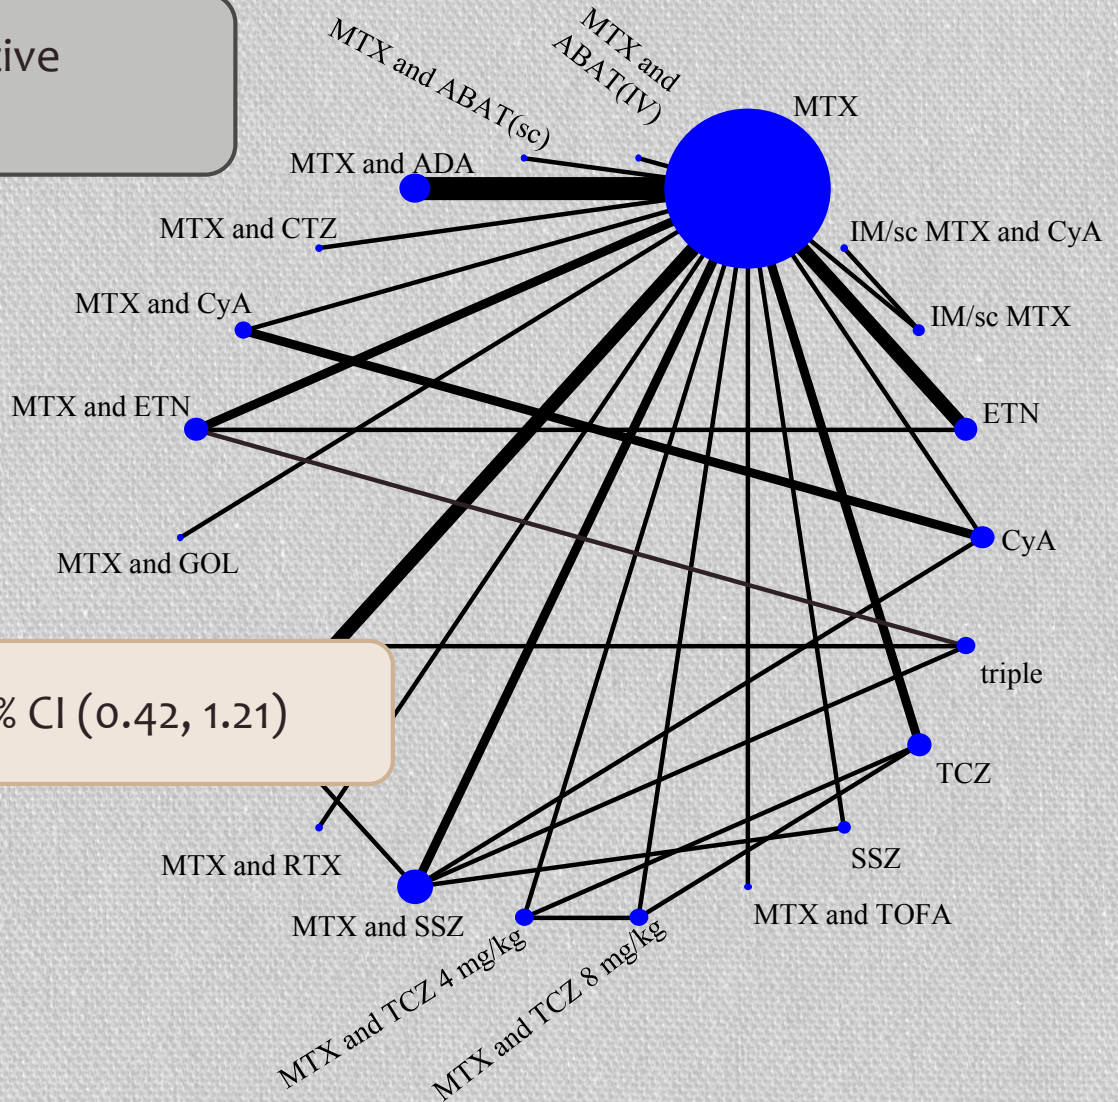 ive
MTX and
ABAT(IV)
MTX and ABAT(sc)
MTX
MTX and ADA
MTX and CTZ
IM/sc MTX and CyA
MTX and CyA
IM/sc MTX
MTX and ETN
ETN
CyA
MTX and GOL
triple
% CI (0.42, 1.21)
TCZ
MTX and RTX
SSZ
MTX and SSZ
MTX and TOFA
MTX and TCZ 4 mg/kg
MTX and TCZ 8 mg/kg